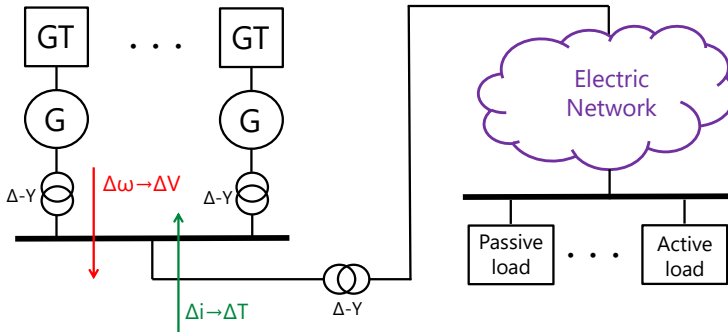 GT
. . .
GT
Electric
Network
G
G
Δ-Y
Δω→ΔV
Δ-Y
Passive
load
. . .
Active
load
Δi→ΔT
Δ-Y